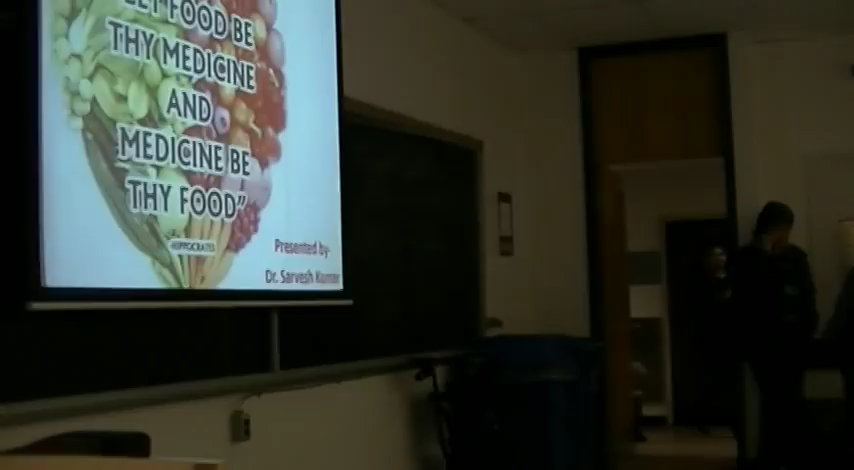 LET FOOD BE
THY MEDICINE
AND
MEDICINE BE
THY FOOD"
HIPPOCRATES
Presented by-
Dr. Sarvesh Kumar